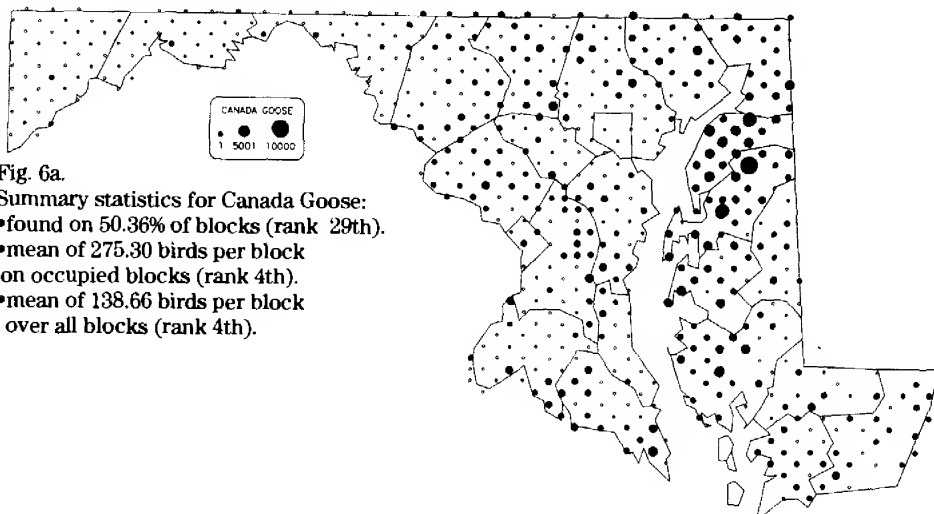 CANADA GOOSE
1 5001 10000
Fig. 6a.
Summary statistics for Canada Goose:
•found on 50.36% of blocks (rank 29th).
•mean of 275.30 birds per block
on occupied blocks (rank 4th).
•mean of 138.66 birds per block
over all blocks (rank 4th).